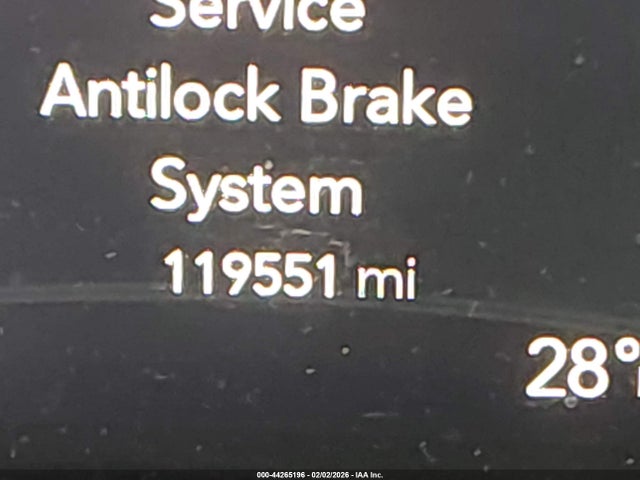 Service
Antilock Brake
System
119551 mi
28°
000-44265196 - 02/02/2026 - IAA Inc.